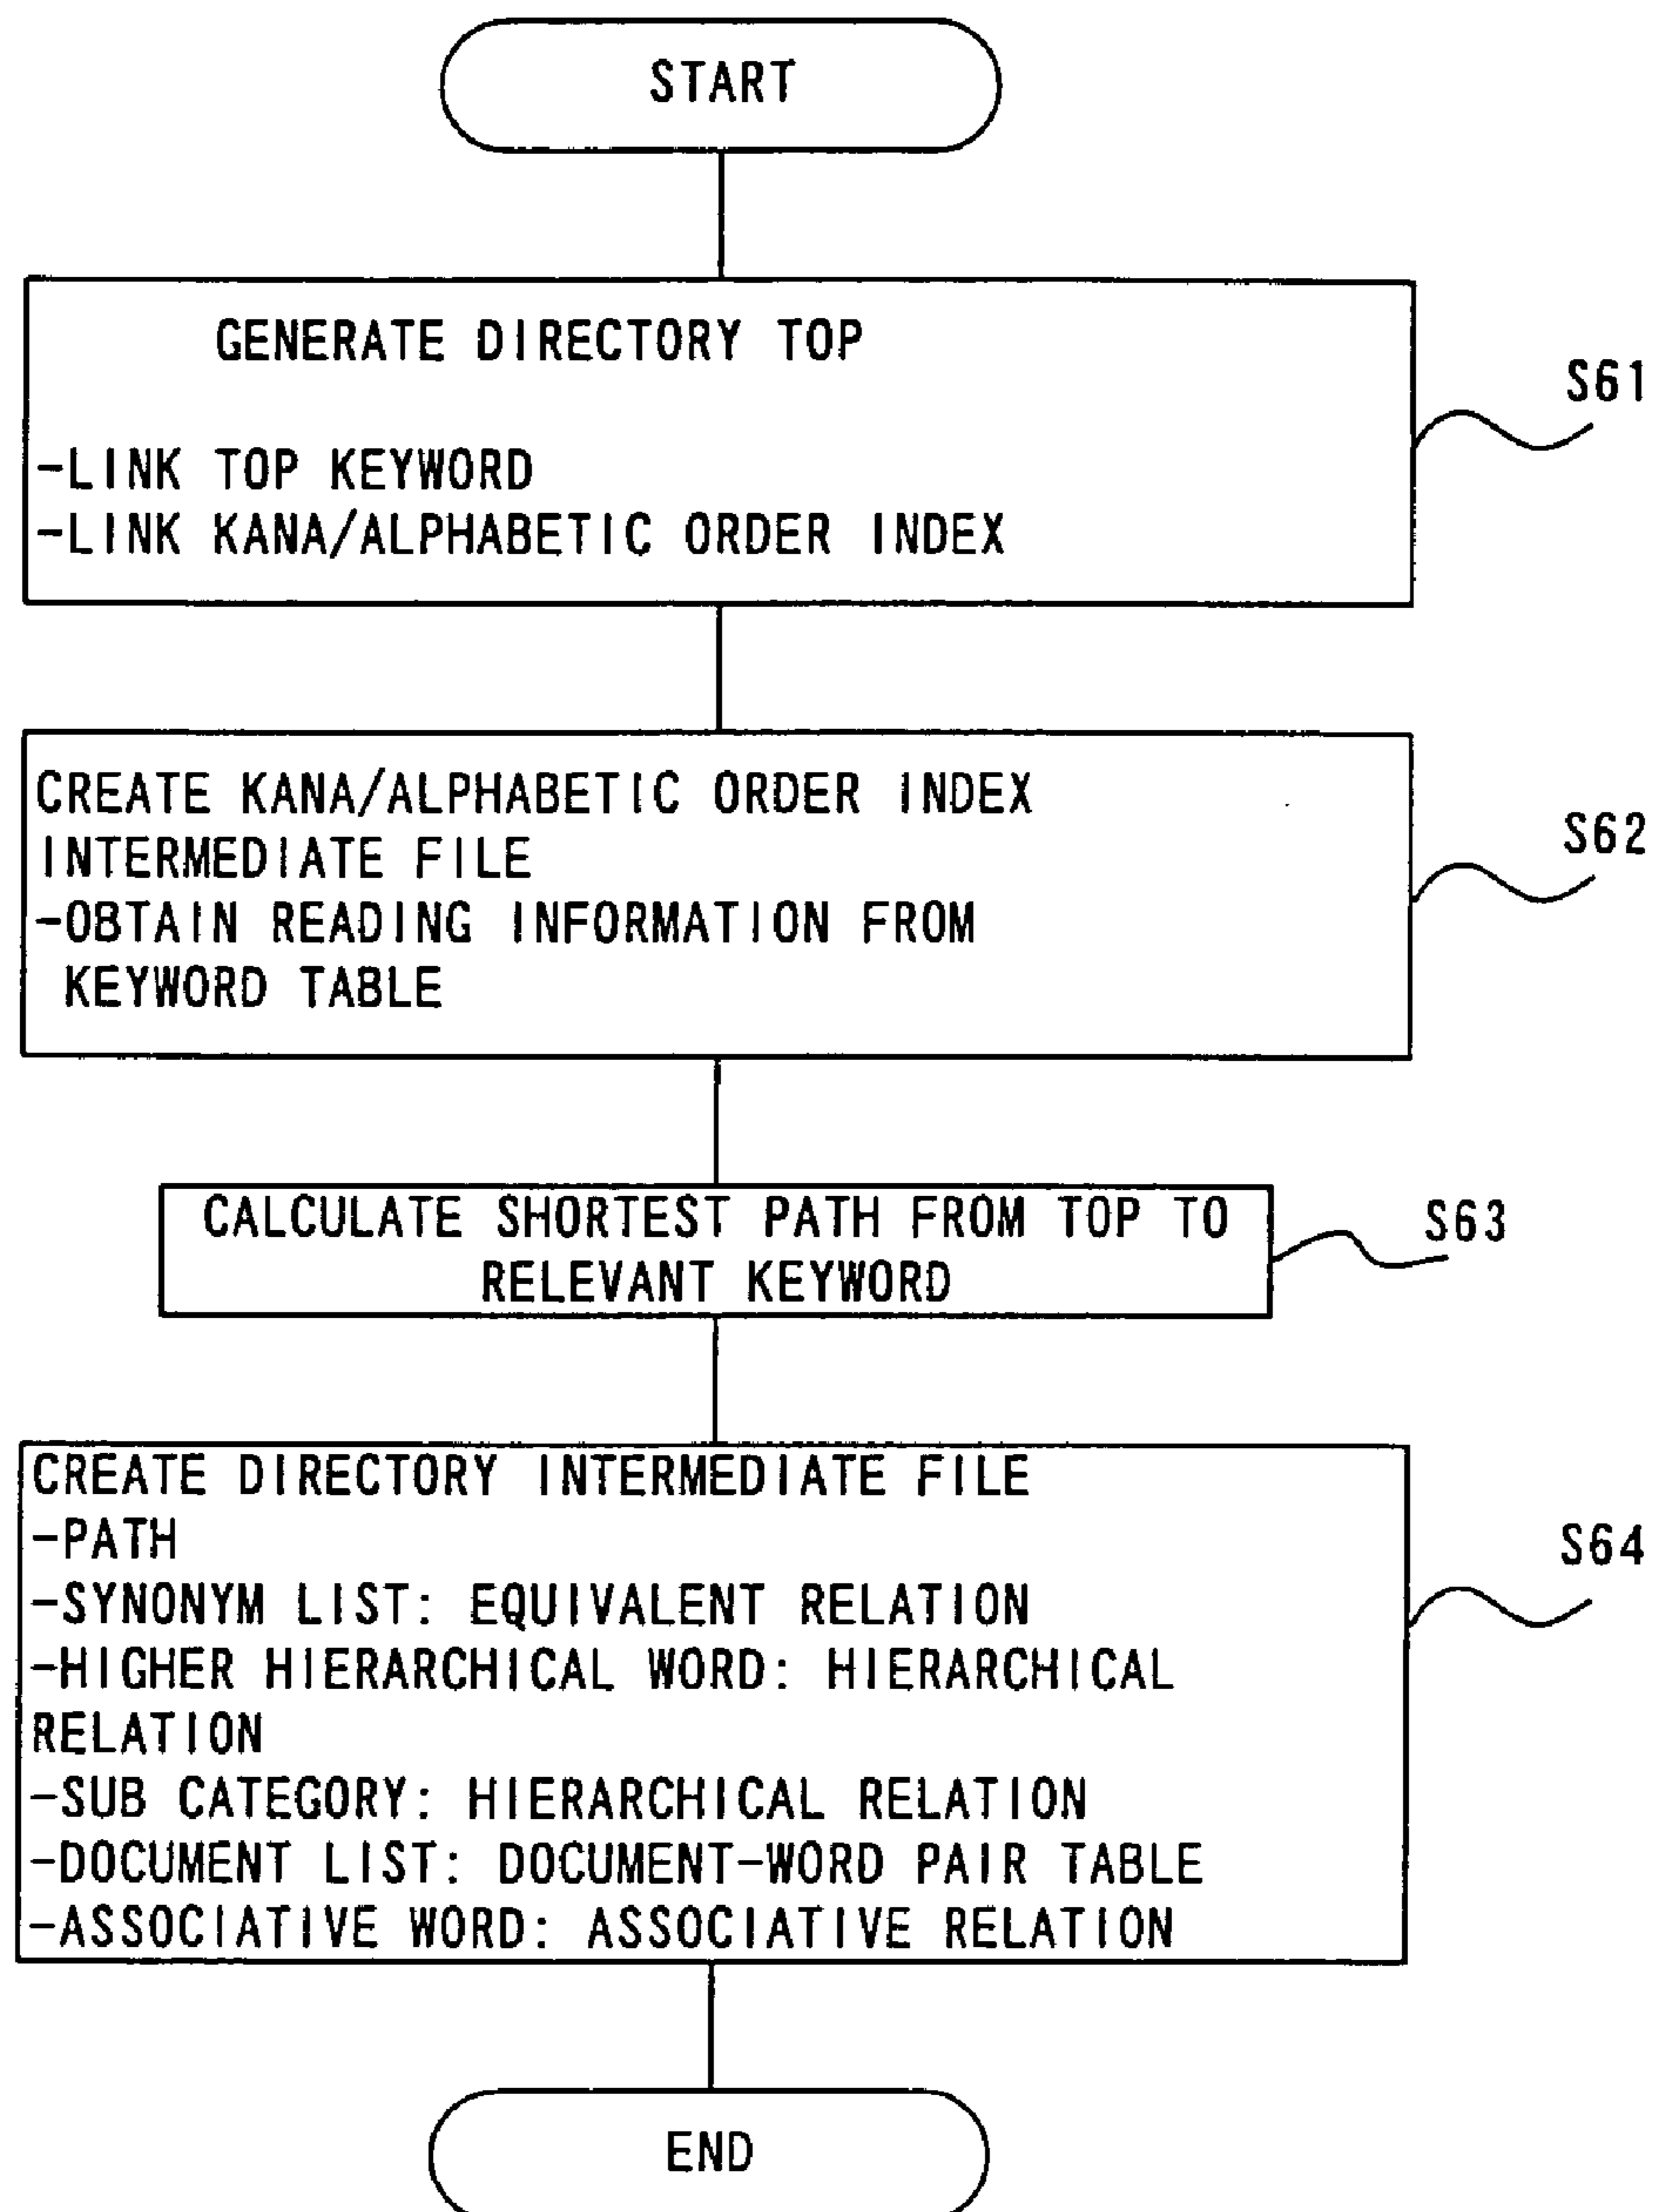 START
GENERATE DIRECTORY TOP
-LINK TOP KEYWORD
-LINK KANA/ALPHABETIC ORDER INDEX
S61
CREATE KANA/ALPHABETIC ORDER INDEX
INTERMEDIATE FILE
-OBTAIN READING INFORMATION FROM
KEYWORD TABLE
S62
CALCULATE SHORTEST PATH FROM TOP TO
RELEVANT KEYWORD
S63
CREATE DIRECTORY INTERMEDIATE FILE
-PATH
-SYNONYM LIST: EQUIVALENT RELATION
-HIGHER HIERARCHICAL WORD: HIERARCHICAL
RELATION
-SUB CATEGORY: HIERARCHICAL RELATION
-DOCUMENT LIST: DOCUMENT-WORD PAIR TABLE
-ASSOCIATIVE WORD: ASSOCIATIVE RELATION
S64
END